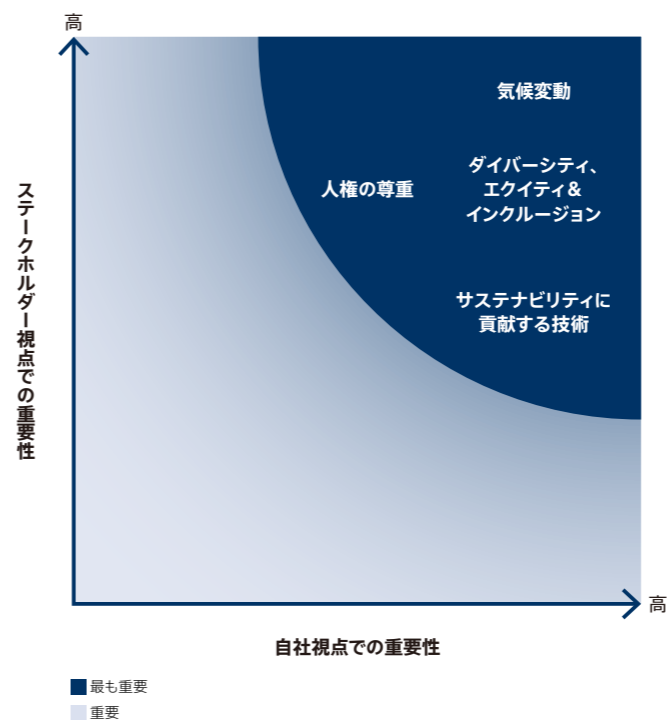 高
気候変動
ダイバーシティ、
エクイティ&
インクルージョン
人権の尊重
サステナビリティに
貢献する技術
ステークホルダー視点での重要性
高
自社視点での重要性
最も重要
重要